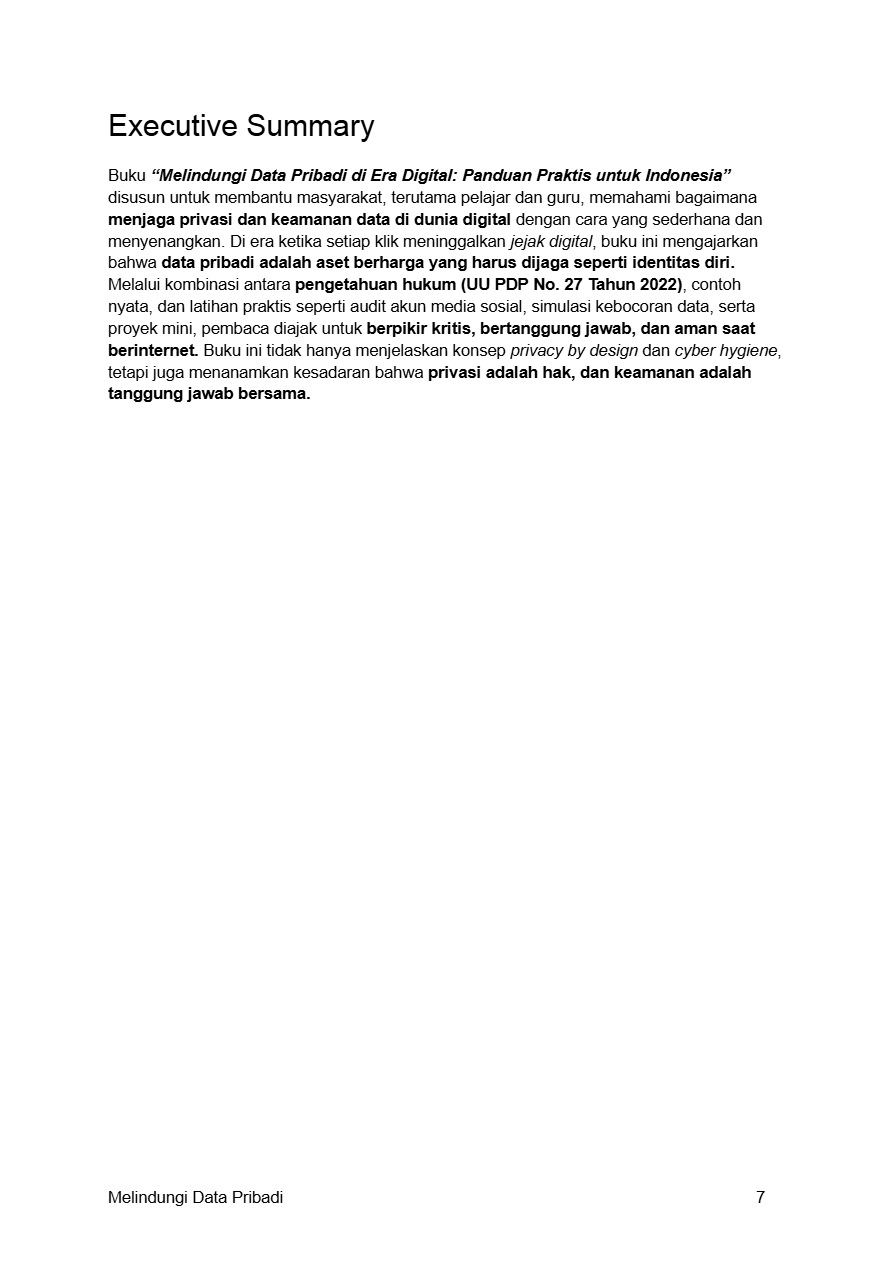 Executive Summary
Buku “Melindungi Data Pribadi di Era Digital: Panduan Praktis untuk Indonesia”
disusun untuk membantu masyarakat, terutama pelajar dan guru, memahami bagaimana
menjaga privasi dan keamanan data di dunia digital dengan cara yang sederhana dan
menyenangkan. Di era ketika setiap klik meninggalkan jejak digital, buku ini mengajarkan
bahwa data pribadi adalah aset berharga yang harus dijaga seperti identitas diri.
Melalui kombinasi antara pengetahuan hukum (UU PDP No. 27 Tahun 2022), contoh
nyata, dan latihan praktis seperti audit akun media sosial, simulasi kebocoran data, serta
proyek mini, pembaca diajak untuk berpikir kritis, bertanggung jawab, dan aman saat
berinternet. Buku ini tidak hanya menjelaskan konsep privacy by design dan cyber hygiene,
tetapi juga menanamkan kesadaran bahwa privasi adalah hak, dan keamanan adalah
tanggung jawab bersama.
Melindungi Data Pribadi 7